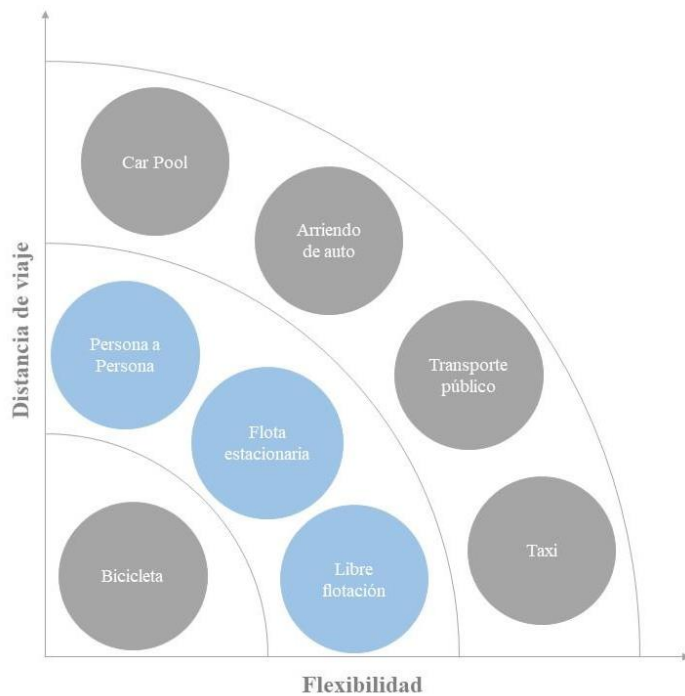 Distancia de viaje
Car Pool
Arriendo
de auto
Persona a
Persona
Transporte
público
Flota
estacionaria
Bicicleta
Libre
flotación
Taxi
Flexibilidad